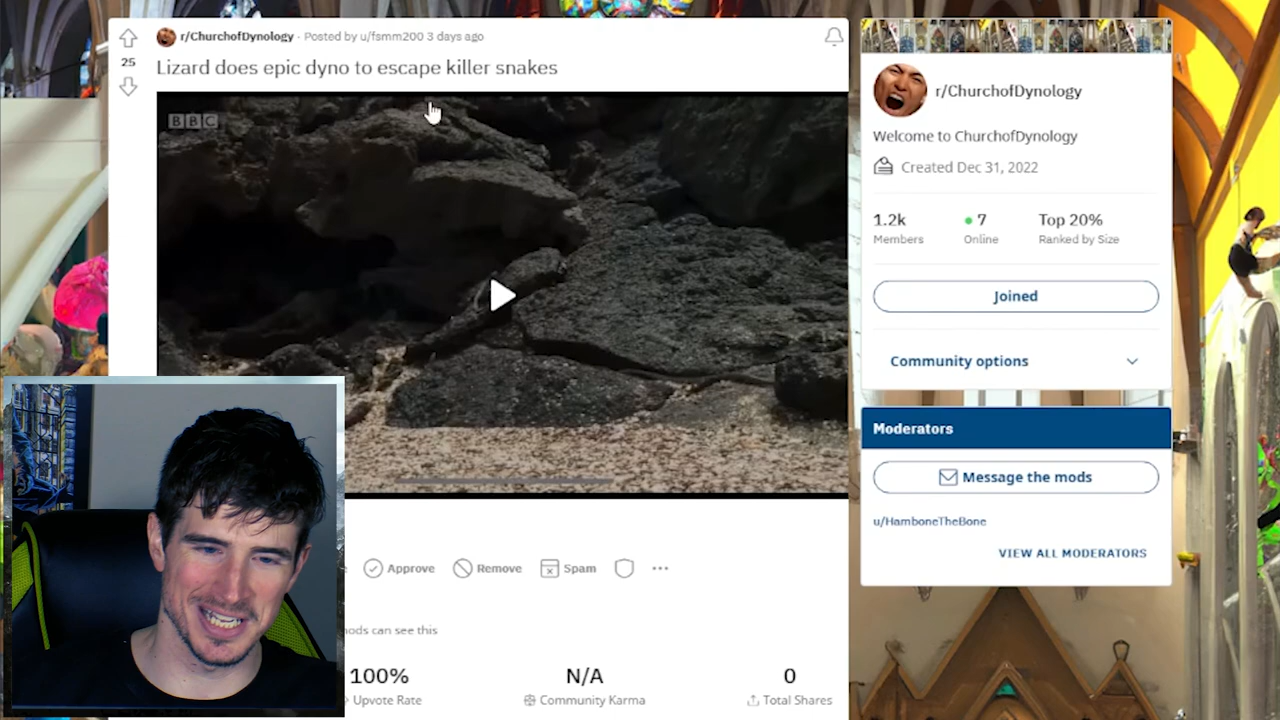 r/ChurchofDynology · Posted by u/fsmm200 3 days ago
25
Lizard does epic dyno to escape killer snakes
BBC
Approve
Remove
Spam
mods can see this
100%
Upvote Rate
N/A
Community Karma
0
Total Shares
r/ChurchofDynology
Welcome to ChurchofDynology
Created Dec 31, 2022
1.2k
Members
7
Online
Top 20%
Ranked by Size
Joined
Community options
Moderators
Message the mods
u/HamboneTheBone
VIEW ALL MODERATORS